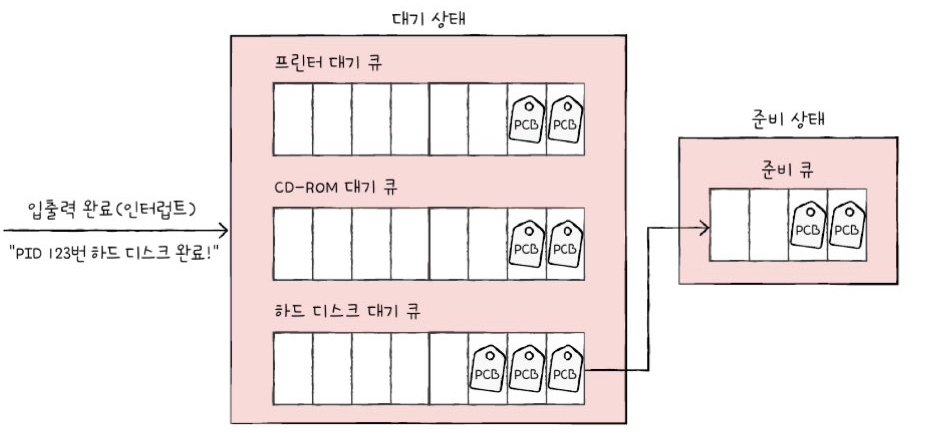 대기 상태
프린터 대기 큐
PCB PCB
준비 상태
CD-ROM 대기 큐
준비 큐
입출력 완료(인터럽트)
"PID 123번 하드 디스크 완료!"
PCB PCB
PCB PCB
하드 디스크 대기 큐
PCB PCB PCB